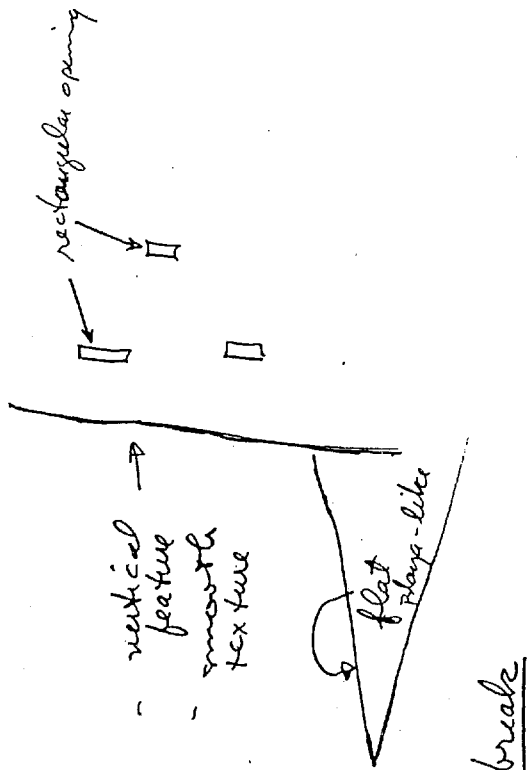 rectangular opening
- vertical
feature
- smooth
texture
flat
playa-like
break